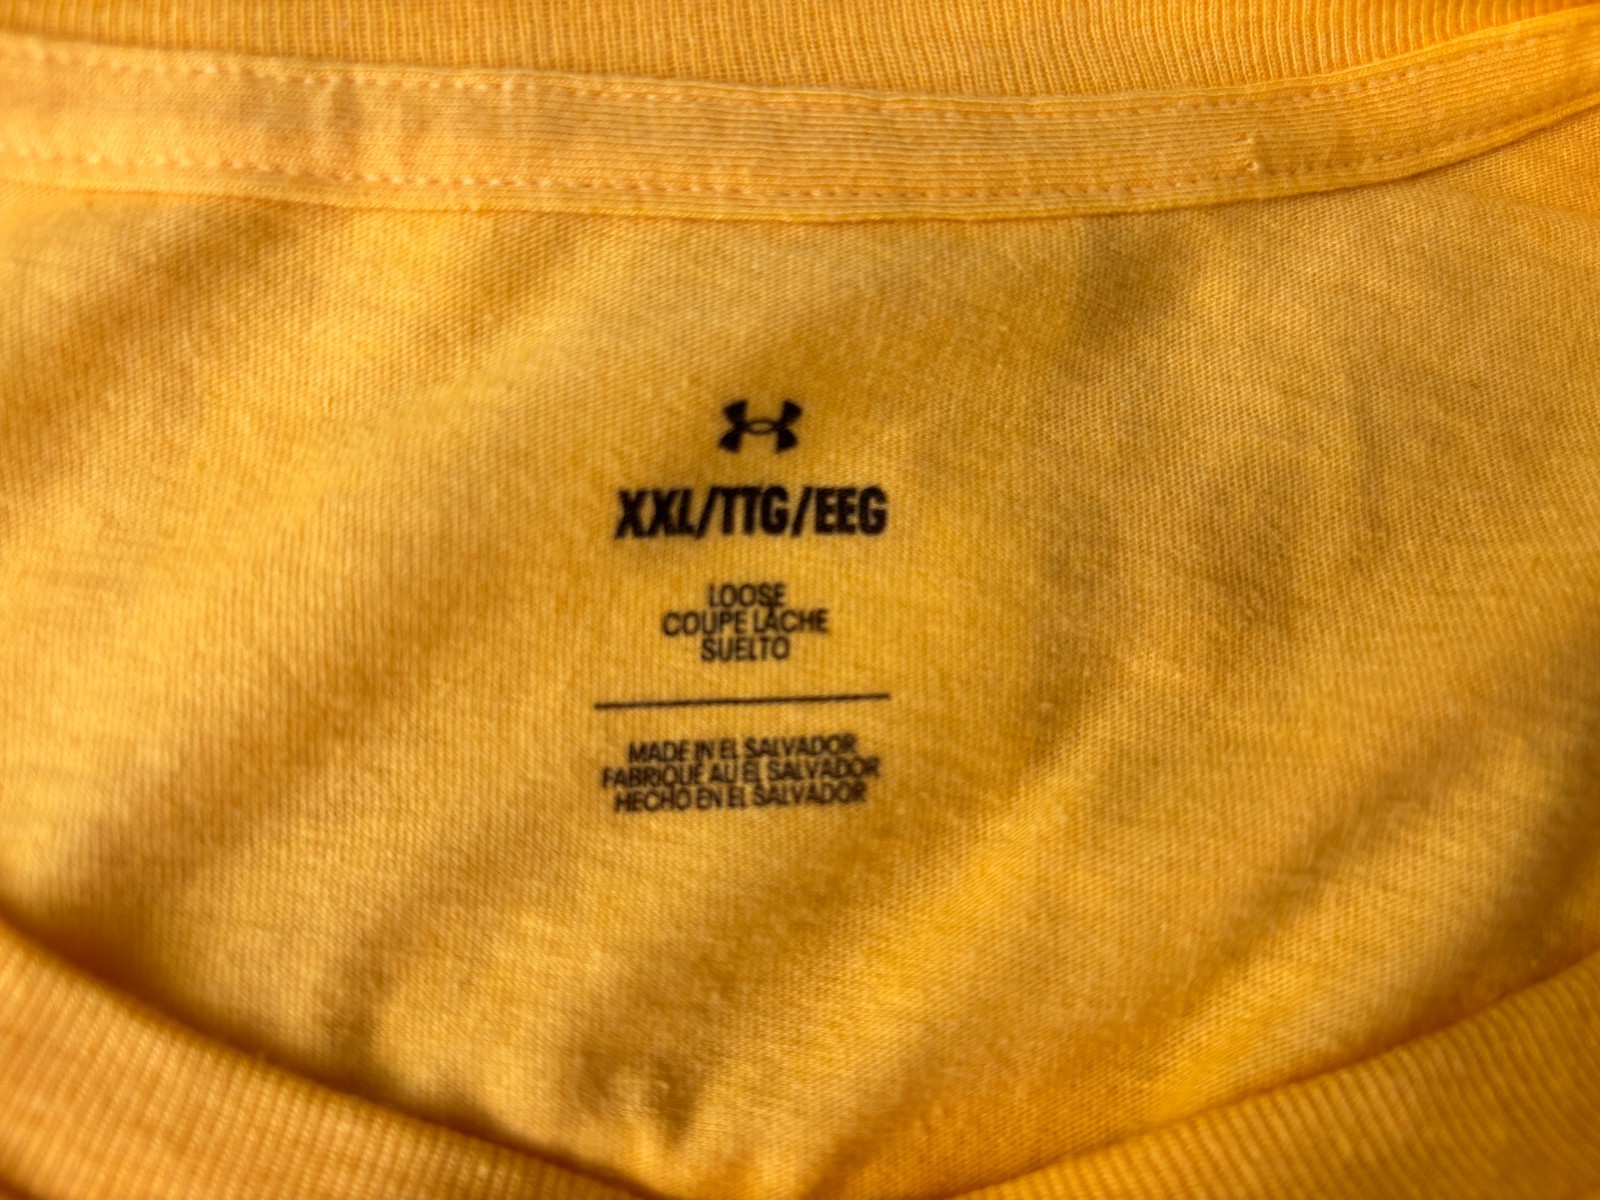 XXL/TTG/EEG
LOOSE
COUPE LÂCHE
SUELTO
MADE IN EL SALVADOR
FABRIQUÉ AU EL SALVADOR
HECHO EN EL SALVADOR